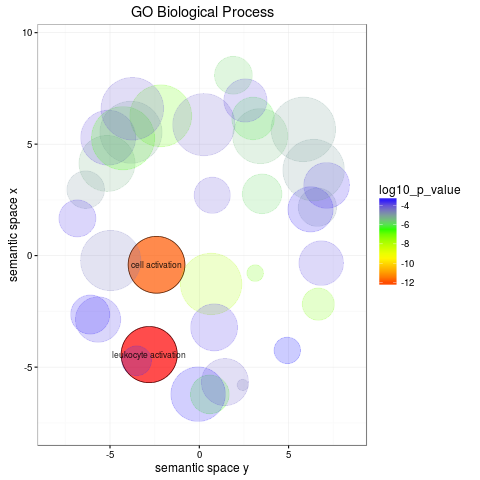 GO Biological Process
10
5
0
-5
-5
0
5
semantic space x
semantic space y
cell activation
leukocyte activation
log10_p_value
-4
-6
-8
-10
-12